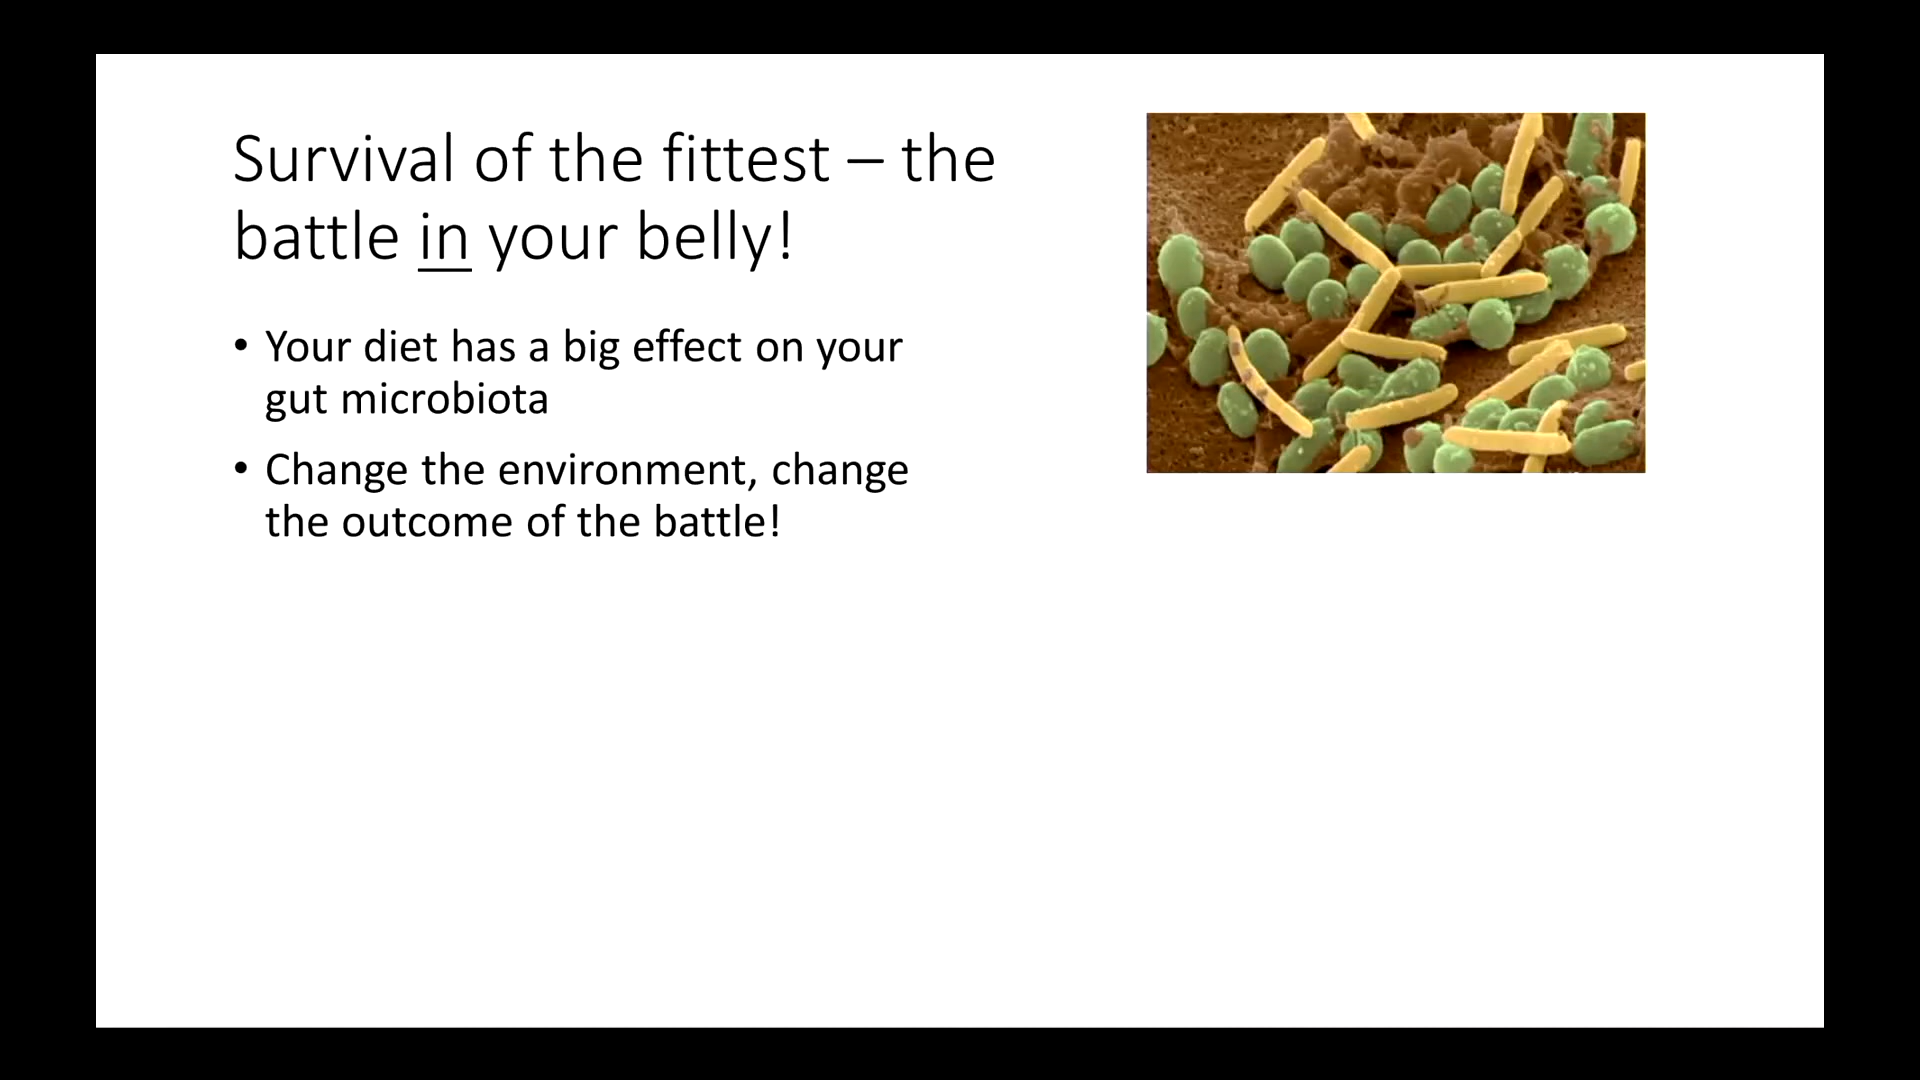 Survival of the fittest – the
battle in your belly!
• Your diet has a big effect on your
gut microbiota
• Change the environment, change
the outcome of the battle!